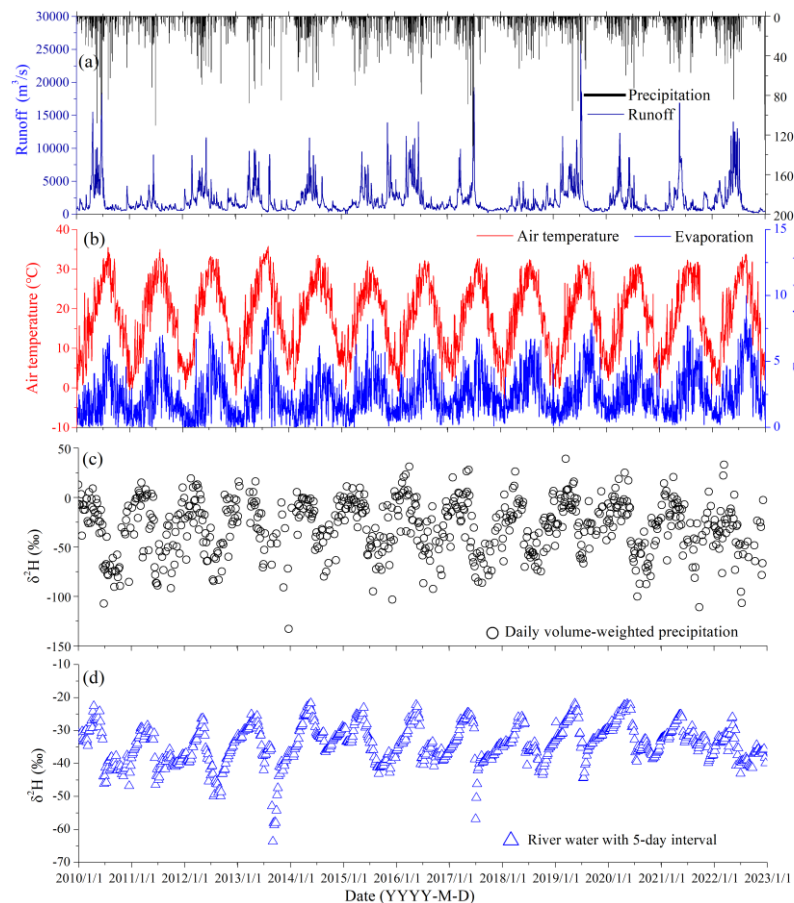 30000
25000
20000
15000
10000
5000
0
Runoff (m³/s)
(a)
Precipitation
Runoff
0
40
80
120
160
200
(b)
Air temperature
Evaporation
40
30
20
10
0
-10
Air temperature (℃)
15
10
5
0
50
0
-50
-100
-150
δ²H (‰)
(c)
Daily volume-weighted precipitation
-10
-20
-30
-40
-50
-60
-70
δ²H (‰)
(d)
River water with 5-day interval
2010/1/1 2011/1/1 2012/1/1 2013/1/1 2014/1/1 2015/1/1 2016/1/1 2017/1/1 2018/1/1 2019/1/1 2020/1/1 2021/1/1 2022/1/1 2023/1/1
Date (YYYY-M-D)